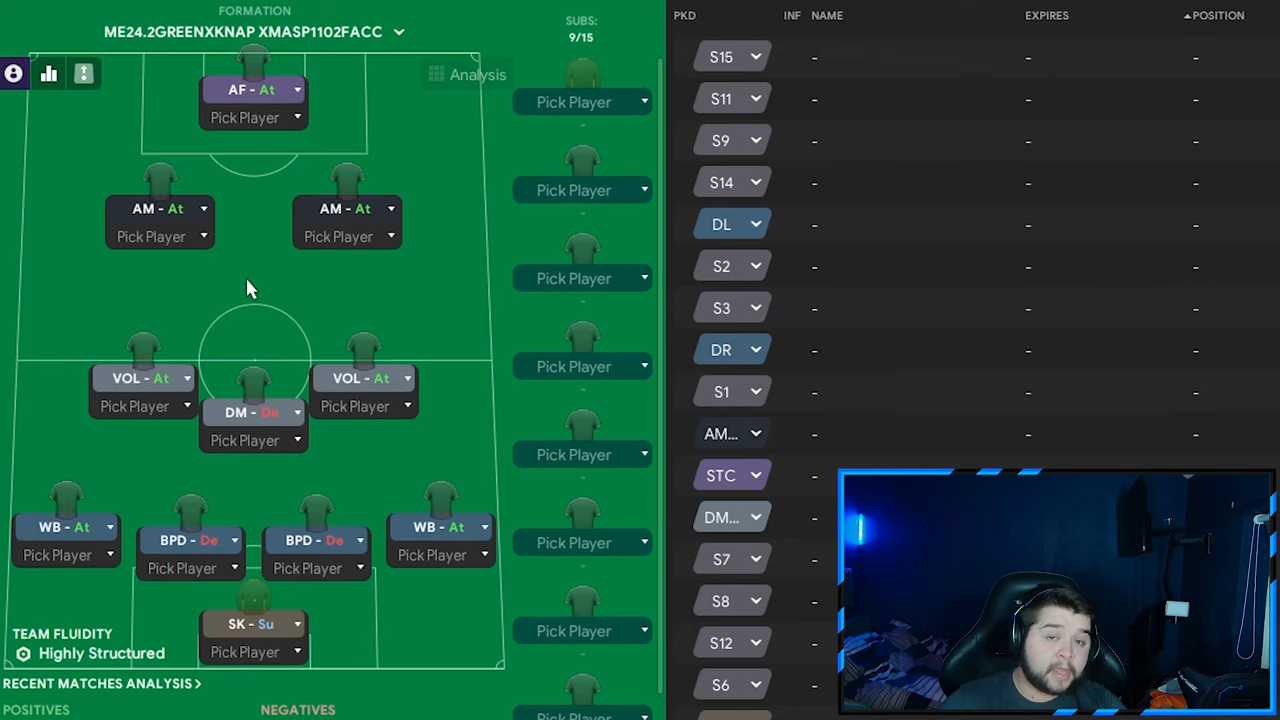 FORMATION
ME24.2GREENXKNAP XMASP1102FACC
SUBS:
9/15
Analysis
AF - At
Pick Player
AM - At
AM - At
Pick Player
Pick Player
VOL - At
VOL - At
Pick Player
Pick Player
DM - De
Pick Player
WB - At
WB - At
BPD - De
BPD - De
Pick Player
Pick Player
Pick Player
Pick Player
SK - Su
Pick Player
TEAM FLUIDITY
Highly Structured
RECENT MATCHES ANALYSIS >
POSITIVES
NEGATIVES
Pick Player
-
Pick Player
-
Pick Player
-
Pick Player
-
Pick Player
-
Pick Player
-
Pick Player
-
Pick Player
PKD INF NAME EXPIRES POSITION
S15 - - -
S11 - - -
S9 - - -
S14 - - -
DL - - -
S2 - - -
S3 - - -
DR - - -
S1 - - -
AM... - - -
STC -
DM... -
S7 -
S8 -
S12 -
S6 -